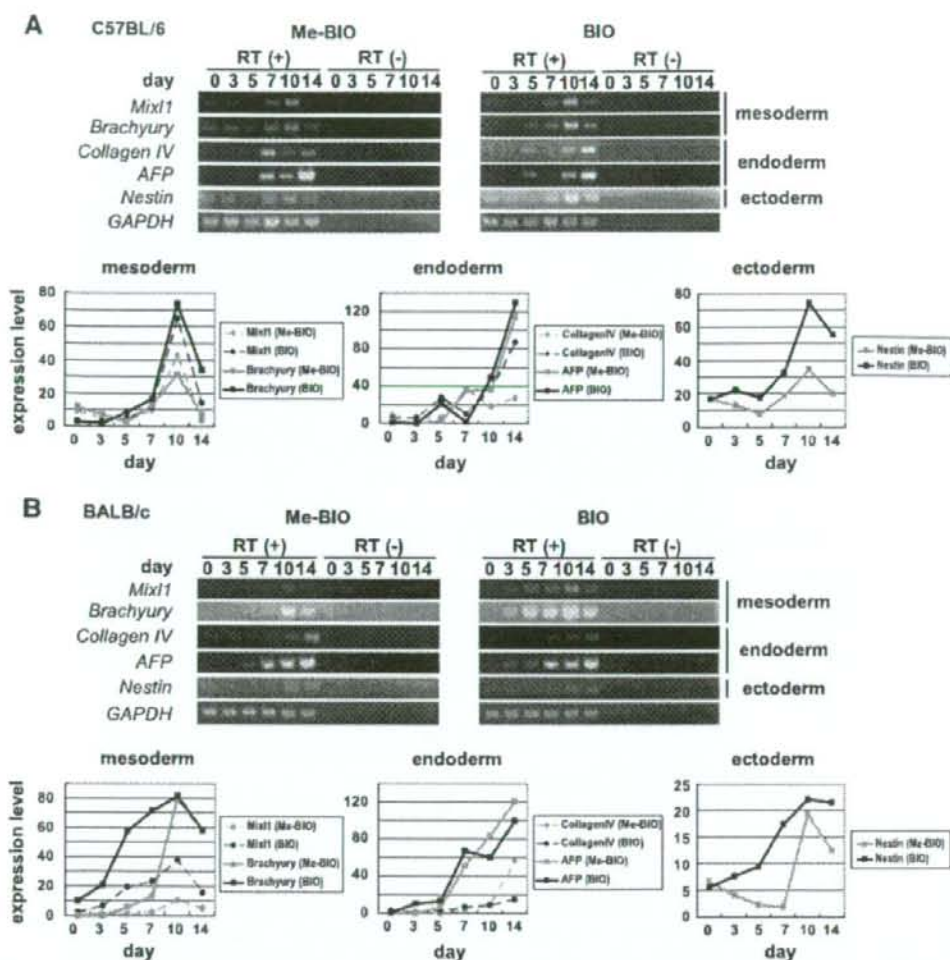 A C57BL/6
Me-BIO BIO
RT (+) RT (-) RT (+) RT (-)
day 0 3 5 7 10 14 0 3 5 7 10 14 0 3 5 7 10 14 0 3 5 7 10 14
Mixl1
Brachyury
mesoderm
Collagen IV
AFP
endoderm
Nestin
ectoderm
GAPDH
mesoderm endoderm ectoderm
expression level
80
60
40
20
0
0 3 5 7 10 14
day
Mixl1 (Me-BIO)
Mixl1 (BIO)
Brachyury (Me-BIO)
Brachyury (BIO)
120
80
40
0
0 3 5 7 10 14
day
CollagenIV (Me-BIO)
CollagenIV (BIO)
AFP (Me-BIO)
AFP (BIO)
80
60
40
20
0
0 3 5 7 10 14
day
Nestin (Me-BIO)
Nestin (BIO)
B BALB/c
Me-BIO BIO
RT (+) RT (-) RT (+) RT (-)
day 0 3 5 7 10 14 0 3 5 7 10 14 0 3 5 7 10 14 0 3 5 7 10 14
Mixl1
Brachyury
mesoderm
Collagen IV
AFP
endoderm
Nestin
ectoderm
GAPDH
mesoderm endoderm ectoderm
expression level
80
60
40
20
0
0 3 5 7 10 14
day
Mixl1 (Me-BIO)
Mixl1 (BIO)
Brachyury (Me-BIO)
Brachyury (BIO)
120
80
40
0
0 3 5 7 10 14
day
CollagenIV (Me-BIO)
CollagenIV (BIO)
AFP (Me-BIO)
AFP (BIO)
25
20
15
10
5
0
0 3 5 7 10 14
day
Nestin (Me-BIO)
Nestin (BIO)